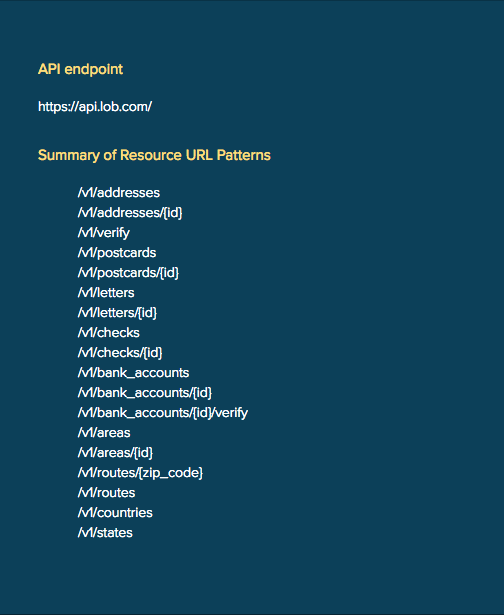 API endpoint
https://api.lob.com/
Summary of Resource URL Patterns
/v1/addresses
/v1/addresses/{id}
/v1/verify
/v1/postcards
/v1/postcards/{id}
/v1/letters
/v1/letters/{id}
/v1/checks
/v1/checks/{id}
/v1/bank_accounts
/v1/bank_accounts/{id}
/v1/bank_accounts/{id}/verify
/v1/areas
/v1/areas/{id}
/v1/routes/{zip_code}
/v1/routes
/v1/countries
/v1/states